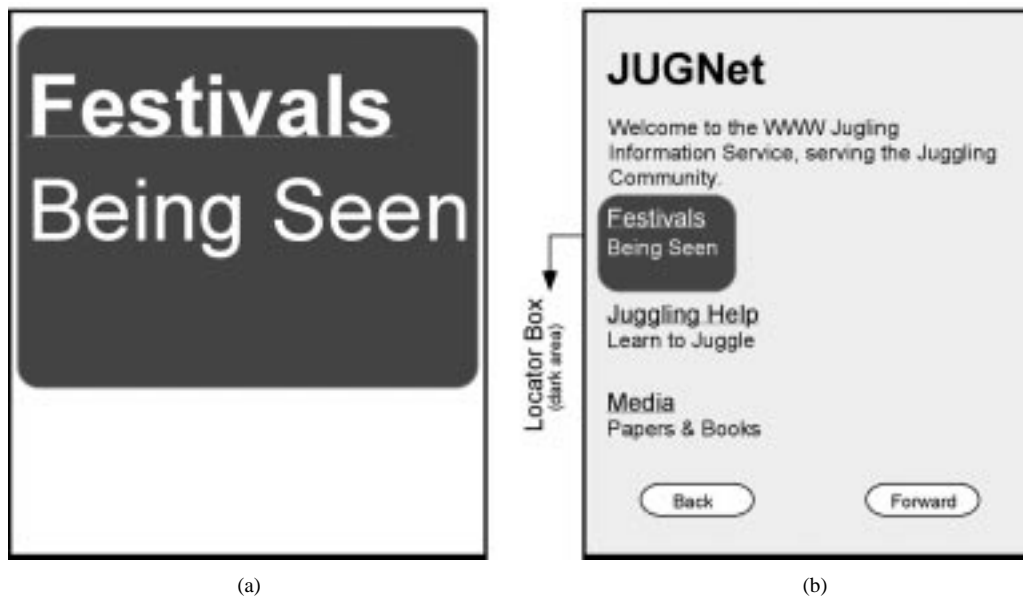 Festivals
Being Seen
(a)
Locator Box
(dark area)
JUGNet
Welcome to the WWW Jugling
Information Service, serving the Juggling
Community.
Festivals
Being Seen
Juggling Help
Learn to Juggle
Media
Papers & Books
Back
Forward
(b)